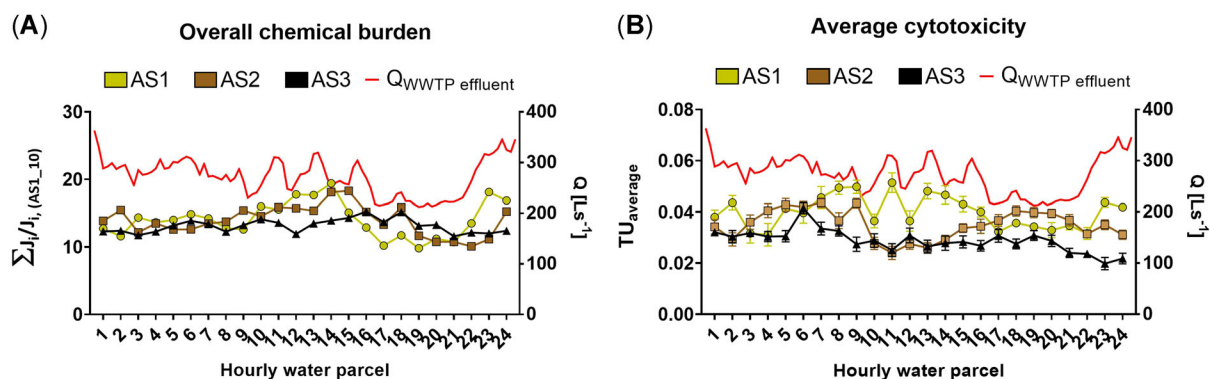 (A)
Overall chemical burden
AS1 AS2 AS3 Q WWTP effluent
30
20
10
0
∑Ji/Ji, (AS1_10)
400
300
200
100
0
Q [Ls-1]
1 2 3 4 5 6 7 8 9 10 11 12 13 14 15 16 17 18 19 20 21 22 23 24
Hourly water parcel
(B)
Average cytotoxicity
AS1 AS2 AS3 Q WWTP effluent
0.08
0.06
0.04
0.02
0.00
TUaverage
400
300
200
100
0
Q [Ls-1]
1 2 3 4 5 6 7 8 9 10 11 12 13 14 15 16 17 18 19 20 21 22 23 24
Hourly water parcel